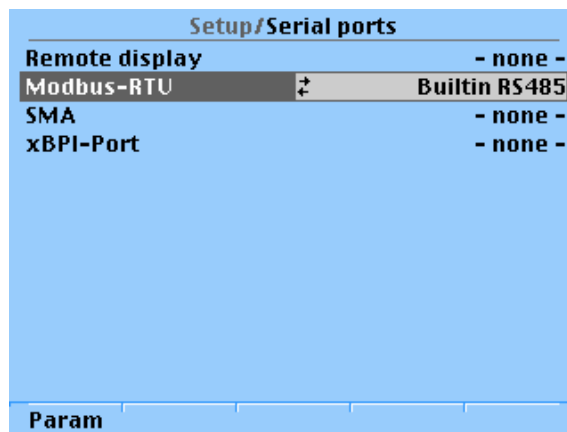 Setup/Serial ports
Remote display - none -
Modbus-RTU Builtin RS485
SMA - none -
xBPI-Port - none -
Param